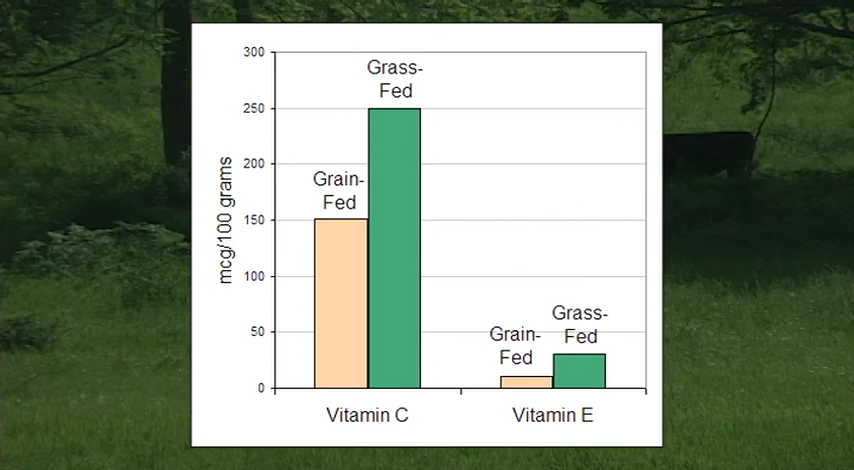 300
250
200
150
100
50
0
mcg/100 grams
Grass-
Fed
Grain-
Fed
Grain-
Fed
Grass-
Fed
Vitamin C
Vitamin E